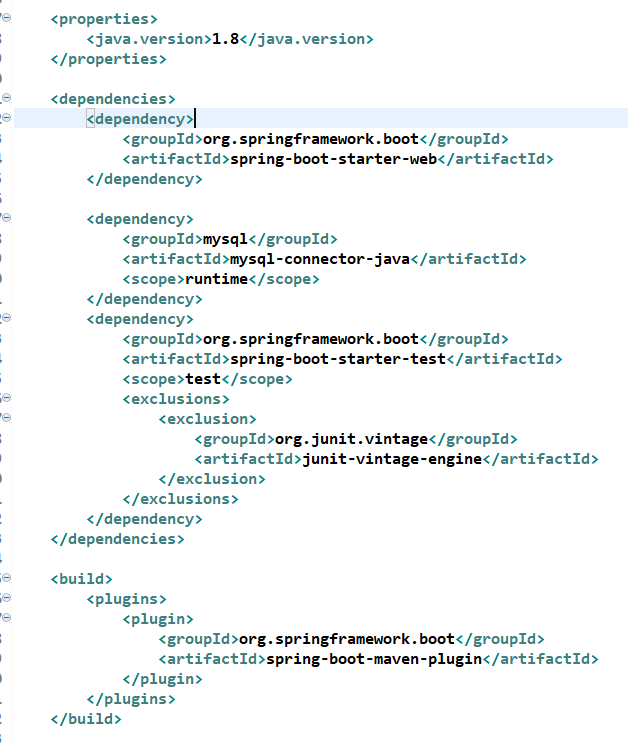 <properties>
<java.version>1.8</java.version>
</properties>
<dependencies>
<dependency>
<groupId>org.springframework.boot</groupId>
<artifactId>spring-boot-starter-web</artifactId>
</dependency>
<dependency>
<groupId>mysql</groupId>
<artifactId>mysql-connector-java</artifactId>
<scope>runtime</scope>
</dependency>
<dependency>
<groupId>org.springframework.boot</groupId>
<artifactId>spring-boot-starter-test</artifactId>
<scope>test</scope>
<exclusions>
<exclusion>
<groupId>org.junit.vintage</groupId>
<artifactId>junit-vintage-engine</artifactId>
</exclusion>
</exclusions>
</dependency>
</dependencies>
<build>
<plugins>
<plugin>
<groupId>org.springframework.boot</groupId>
<artifactId>spring-boot-maven-plugin</artifactId>
</plugin>
</plugins>
</build>